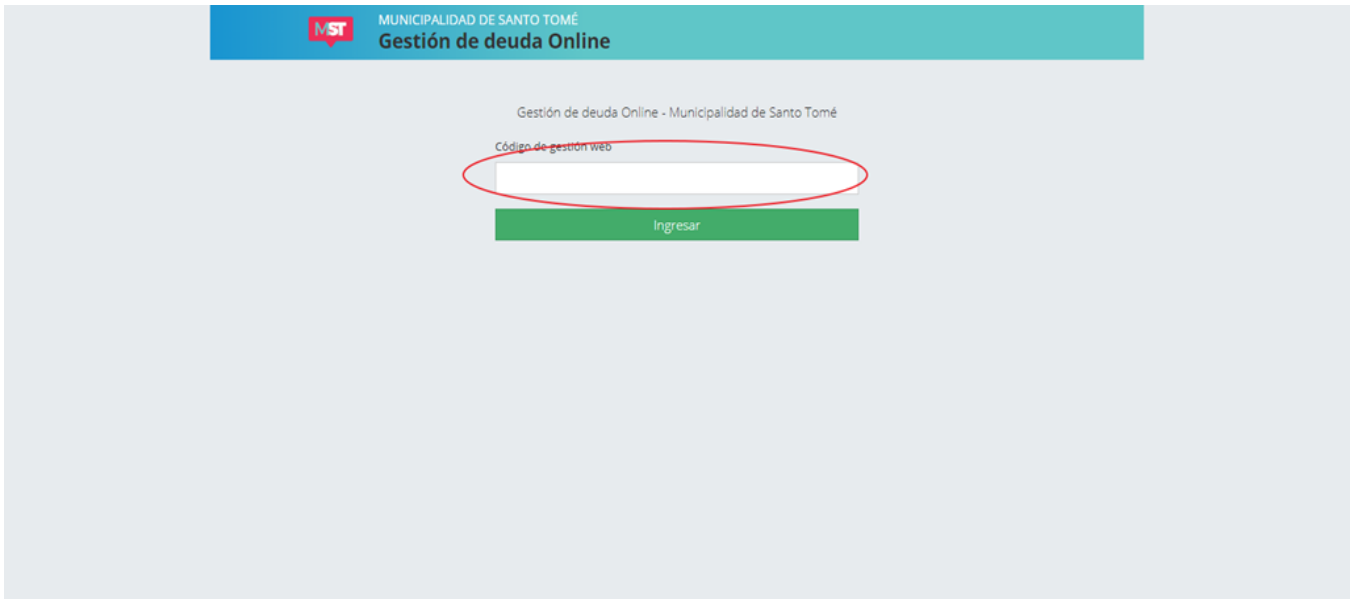 MST
MUNICIPALIDAD DE SANTO TOMÉ
Gestión de deuda Online
Gestión de deuda Online - Municipalidad de Santo Tomé
Código de gestión web
Ingresar